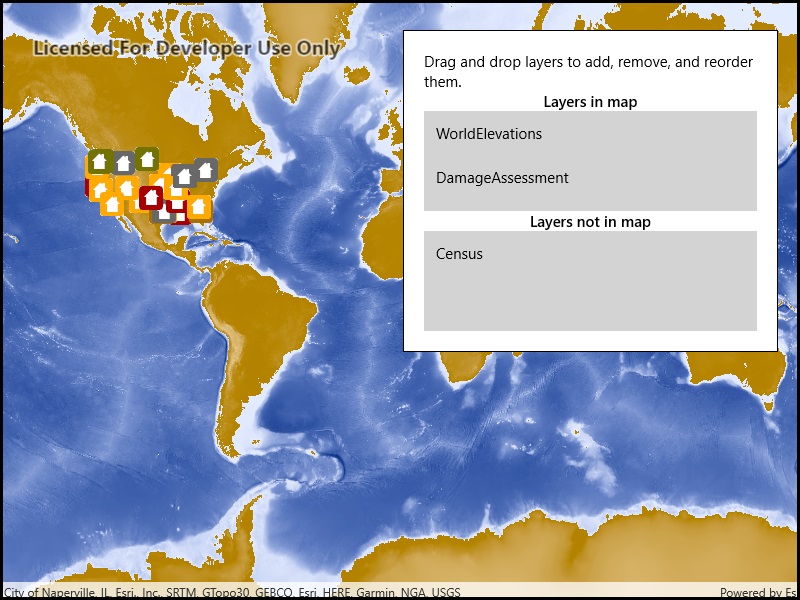 Licensed For Developer Use Only
Drag and drop layers to add, remove, and reorder
them.
Layers in map
WorldElevations
DamageAssessment
Layers not in map
Census
City of Naperville, IL, Esri, Inc., SRTM, GTopo30, GEBCO, Esri, HERE, Garmin, NGA, USGS
Powered by Es